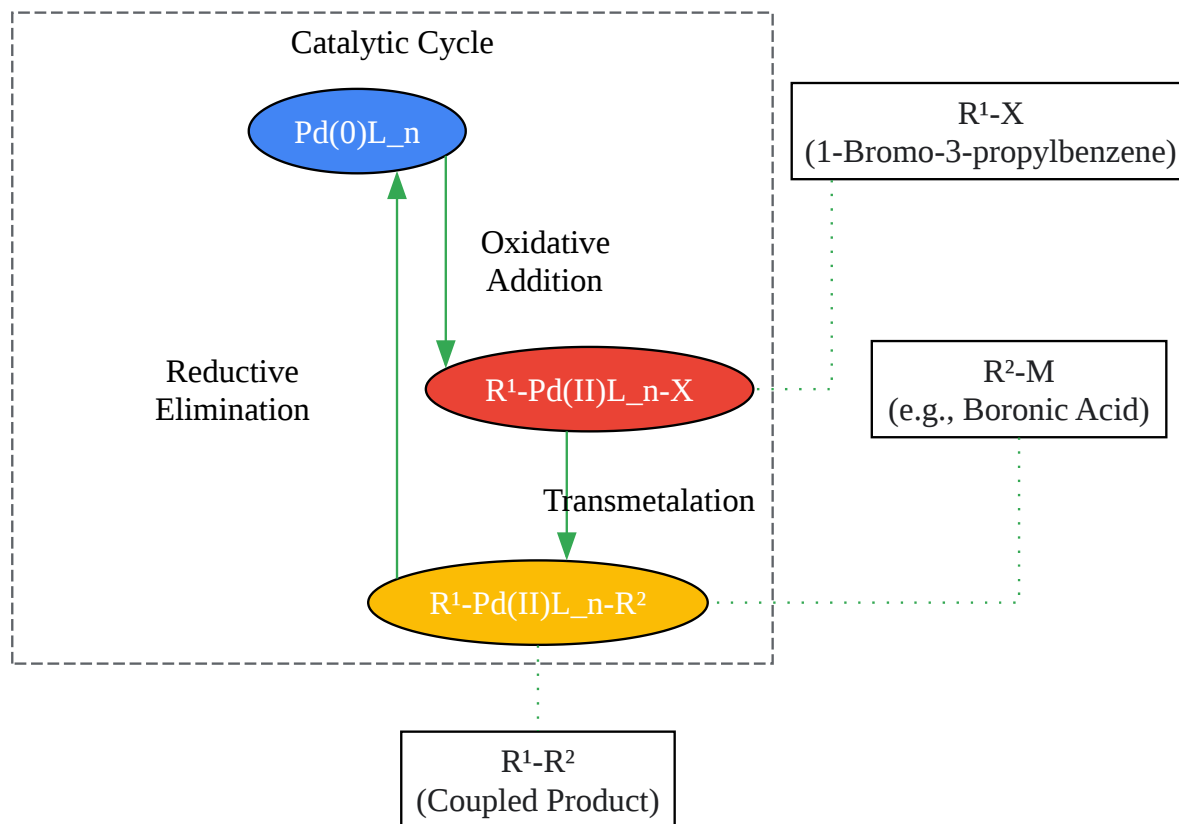 Catalytic Cycle
Pd(0)L_n
R¹-X
(1-Bromo-3-propylbenzene)
Oxidative
Addition
Reductive
Elimination
R¹-Pd(II)L_n-X
R²-M
(e.g., Boronic Acid)
Transmetalation
R¹-Pd(II)L_n-R²
R¹-R²
(Coupled Product)